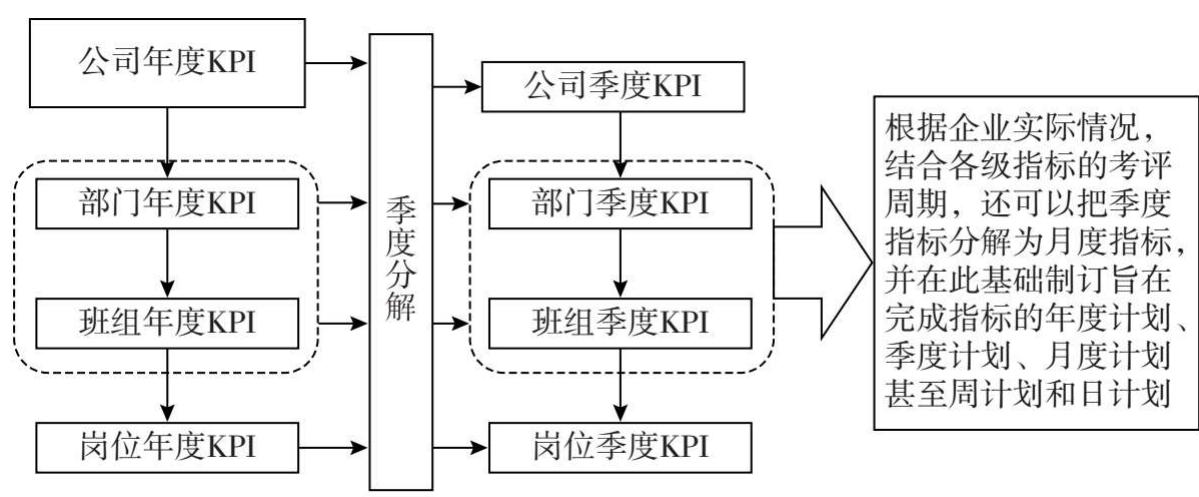 公司年度KPI
部门年度KPI
班组年度KPI
岗位年度KPI
季度分解
公司季度KPI
部门季度KPI
班组季度KPI
岗位季度KPI
根据企业实际情况，
结合各级指标的考评
周期，还可以把季度
指标分解为月度指标，
并在此基础制订旨在
完成指标的年度计划、
季度计划、月度计划
甚至周计划和日计划